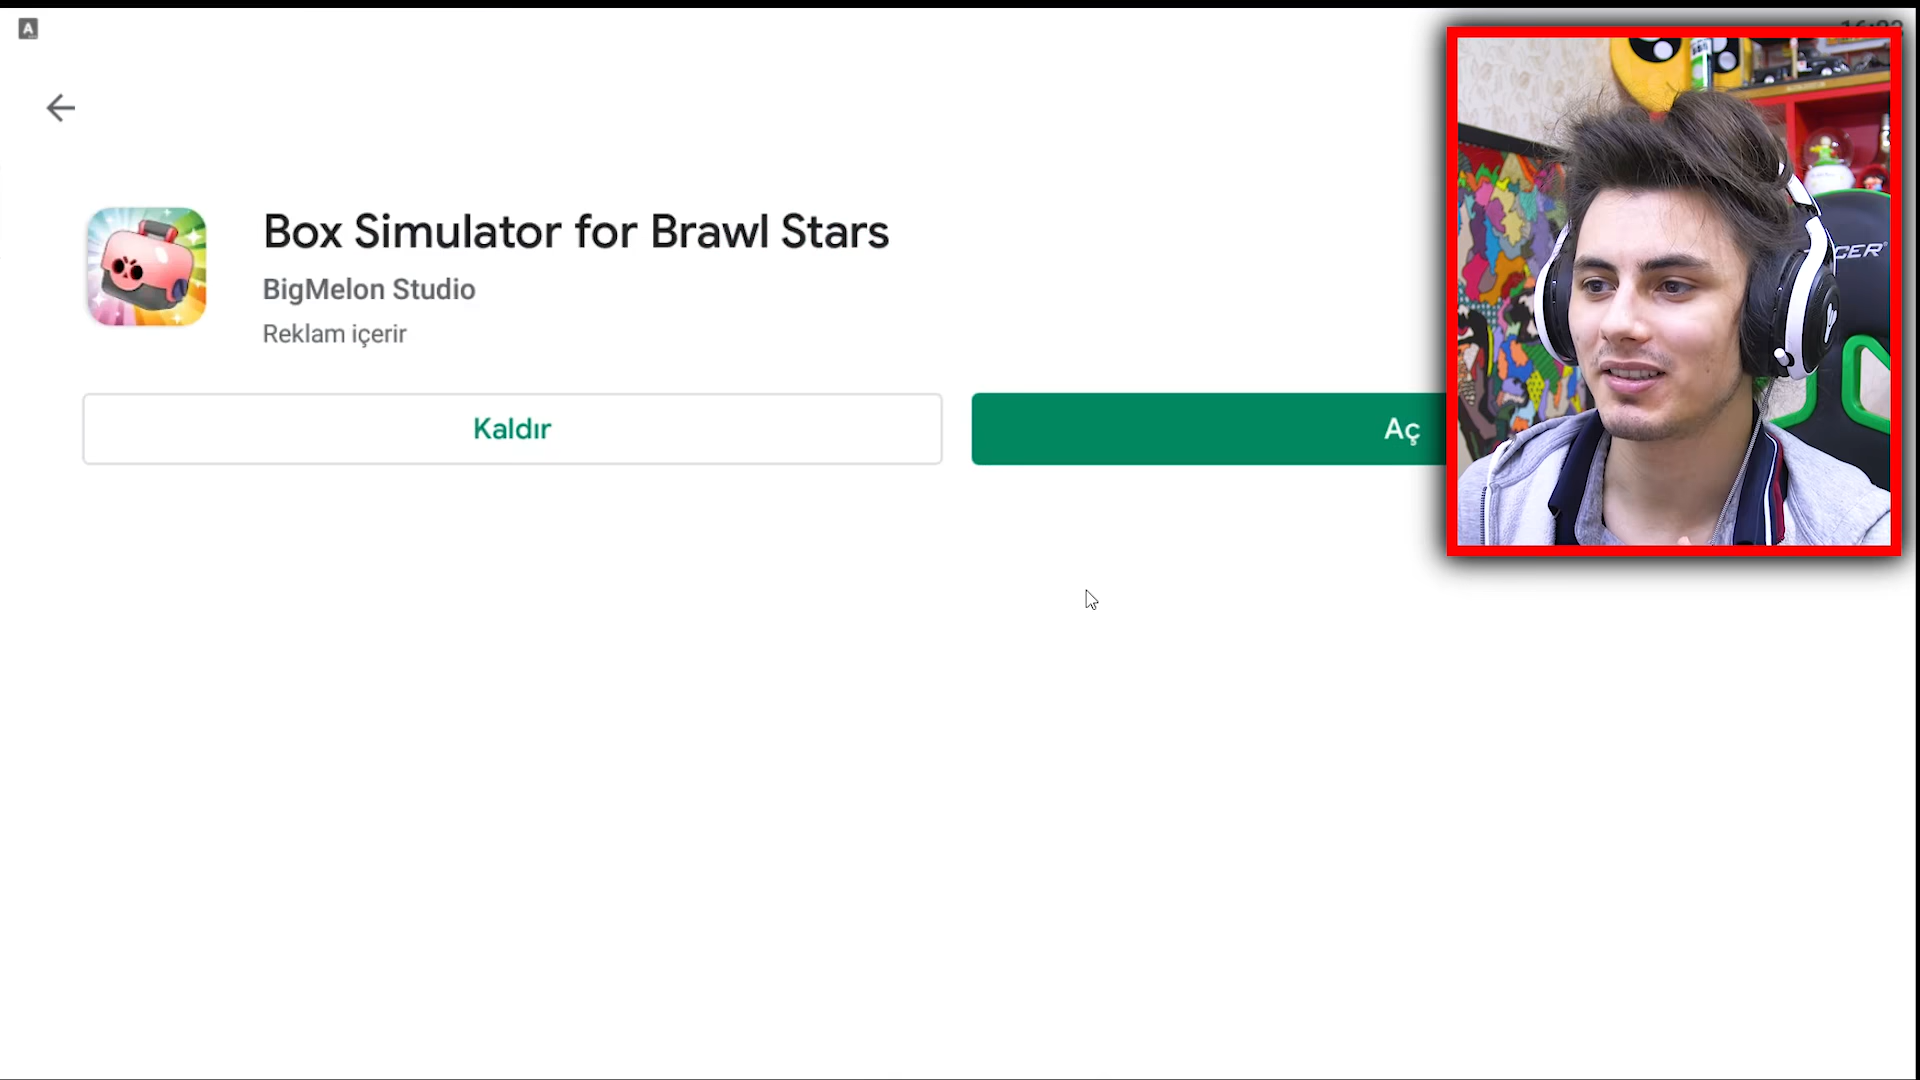 A
Box Simulator for Brawl Stars
BigMelon Studio
Reklam içerir
Kaldır
Aç